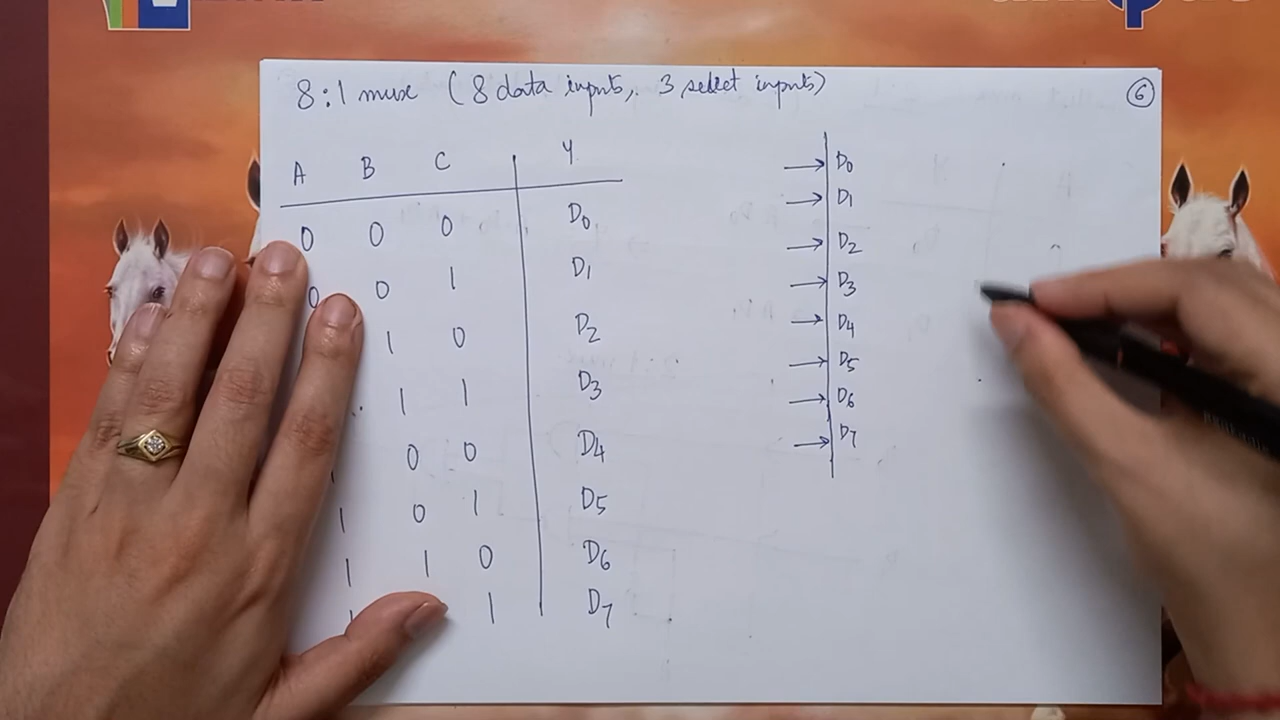 8:1 mux (8 data inputs, 3 select inputs)
6
A B C Y
0 0 0 D0
0 0 1 D1
1 0 D2
1 1 D3
0 0 D4
1 0 1 D5
1 1 0 D6
1 D7
D0
D1
D2
D3
D4
D5
D6
D7